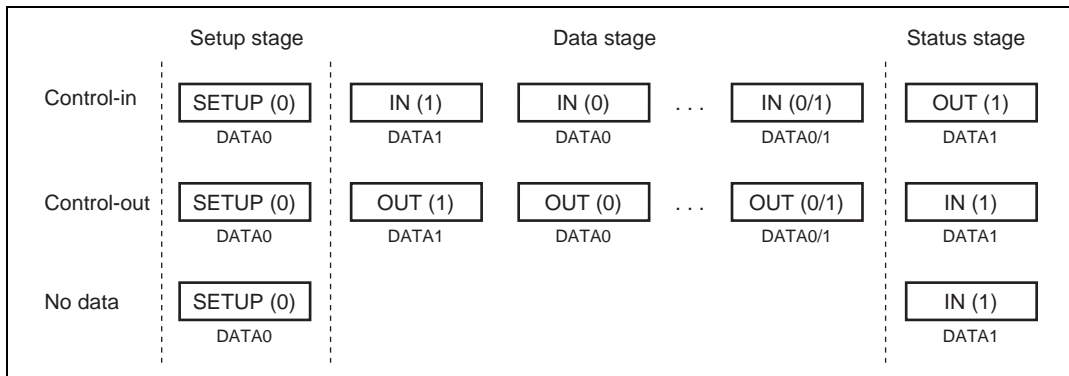 Setup stage Data stage Status stage
Control-in SETUP (0) IN (1) IN (0) . . . IN (0/1) OUT (1)
DATA0 DATA1 DATA0 DATA0/1 DATA1
Control-out SETUP (0) OUT (1) OUT (0) . . . OUT (0/1) IN (1)
DATA0 DATA1 DATA0 DATA0/1 DATA1
No data SETUP (0) IN (1)
DATA0 DATA1